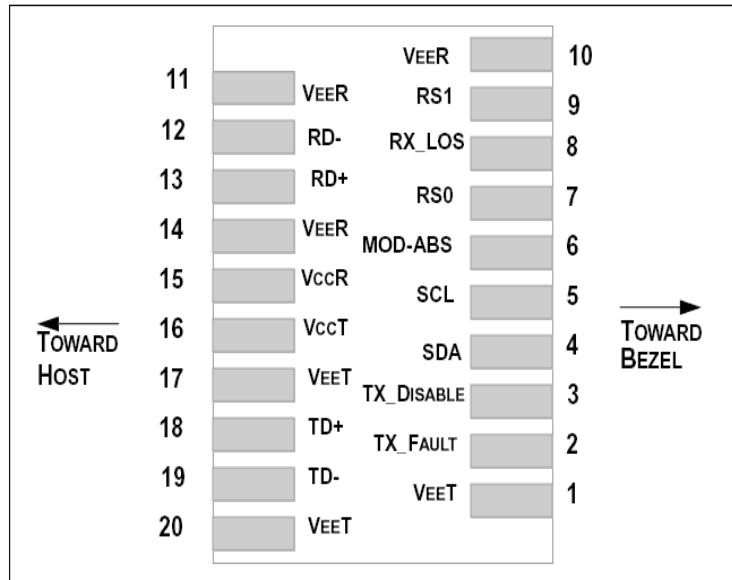 VEER 10
11 VEER
RS1 9
12 RD-
RX_LOS 8
13 RD+
RS0 7
14 VEER
MOD-ABS 6
15 VCCR
SCL 5
16 VCCT
TOWARD
HOST
TOWARD
BEZEL
SDA 4
17 VEET
TX_DISABLE 3
18 TD+
TX_FAULT 2
19 TD-
VEET 1
20 VEET